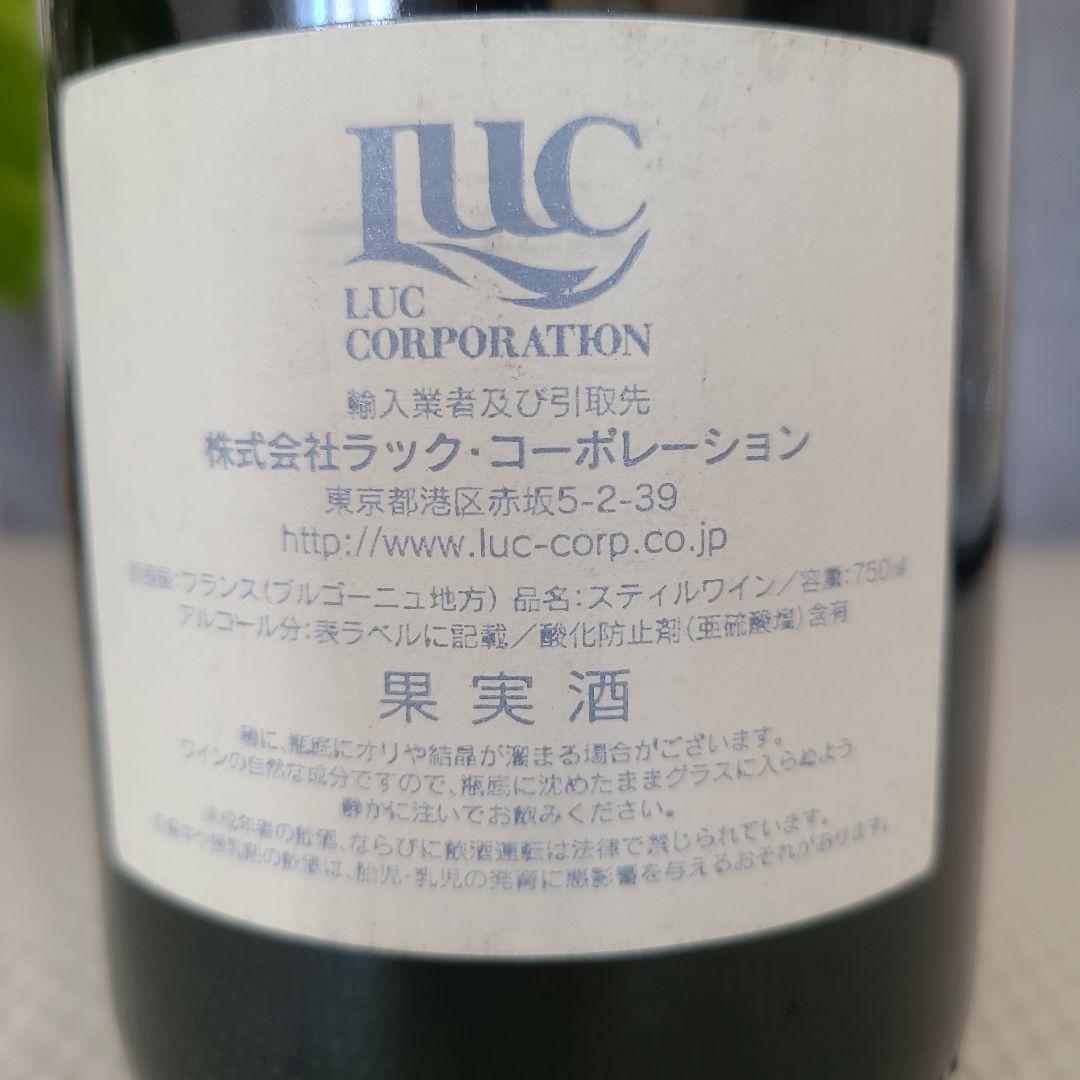 LUC
LUC
CORPORATION
輸入業者及び引取先
株式会社ラック・コーポレーション
東京都港区赤坂5-2-39
http://www.luc-corp.co.jp
:フランス(ブルゴーニュ地方) 品名:スティルワイン/容量:750ml
アルコール分:表ラベルに記載/酸化防止剤(亜硫酸塩)含有
果実酒
稀に、瓶底にオリや結晶が溜まる場合がございます。
ワインの自然な成分ですので、瓶底に沈めたままグラスに入らぬよう
静かに注いでお飲みください。
未成年者の飲酒、ならびに飲酒運転は法律で禁じられています。
や授乳期の飲酒は、胎児・乳児の発育に悪影響を与えるおそれがあります。